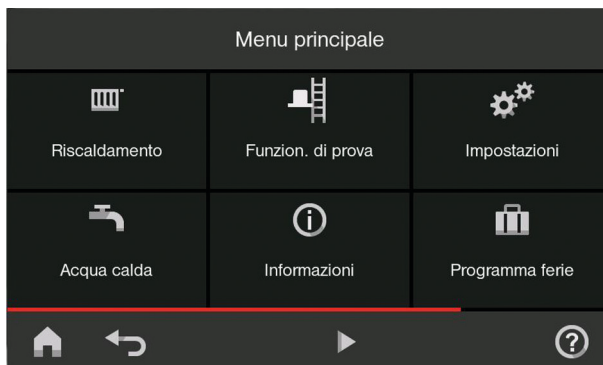 Menu principale
Riscaldamento
Funzion. di prova
Impostazioni
Acqua calda
Informazioni
Programma ferie